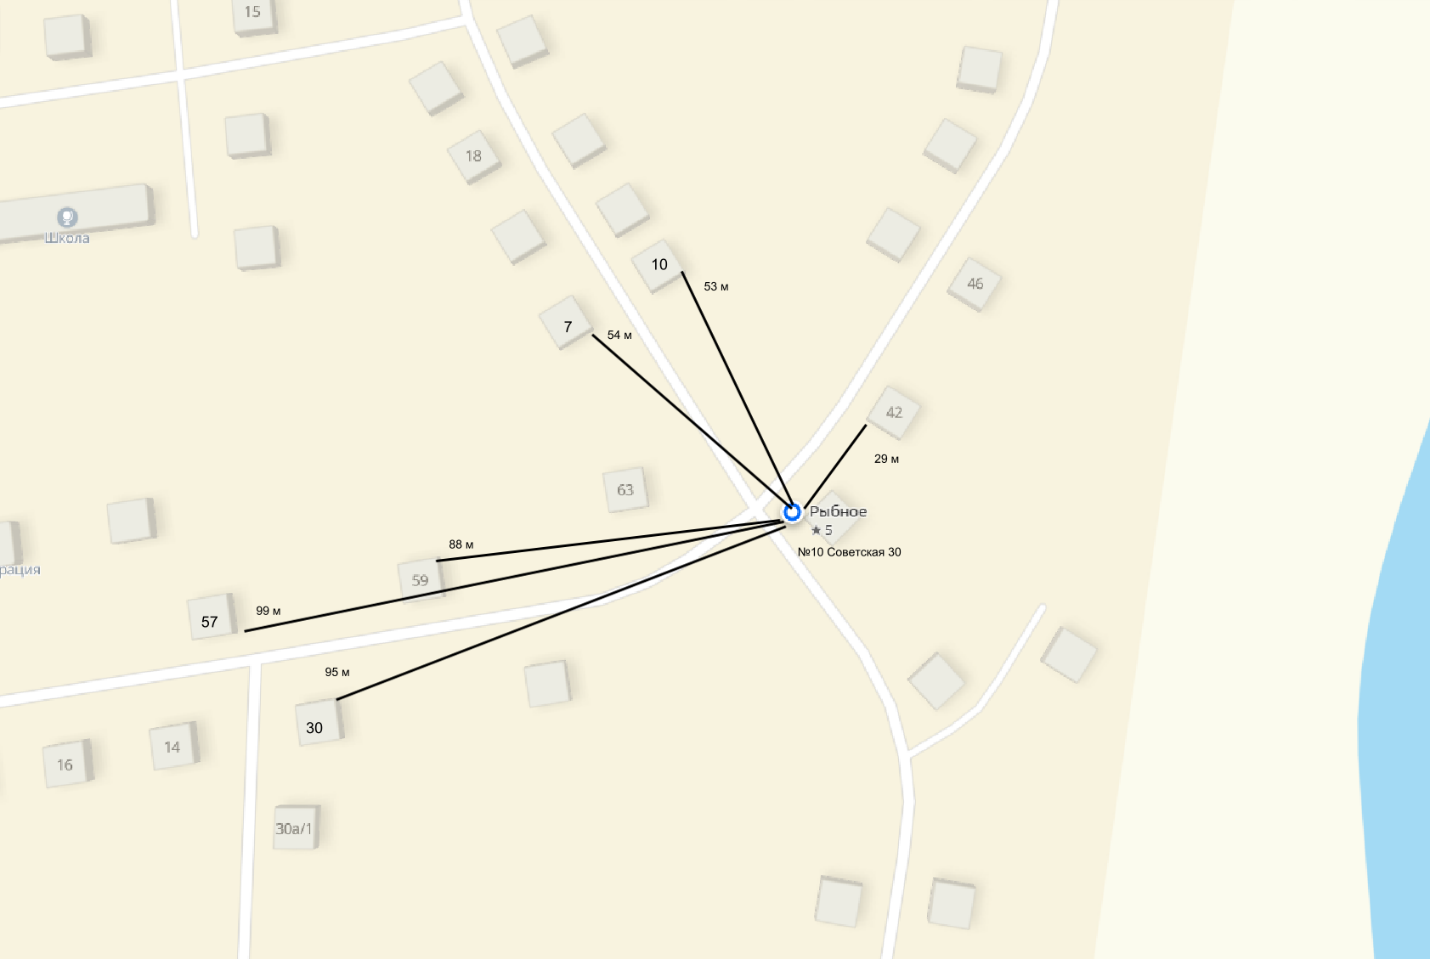 15
18
Школа
10
53 м
46
7
54 м
42
29 м
63
Рыбное
★ 5
№10 Советская 30
88 м
рация
59
57
99 м
95 м
30
14
16
30а/1